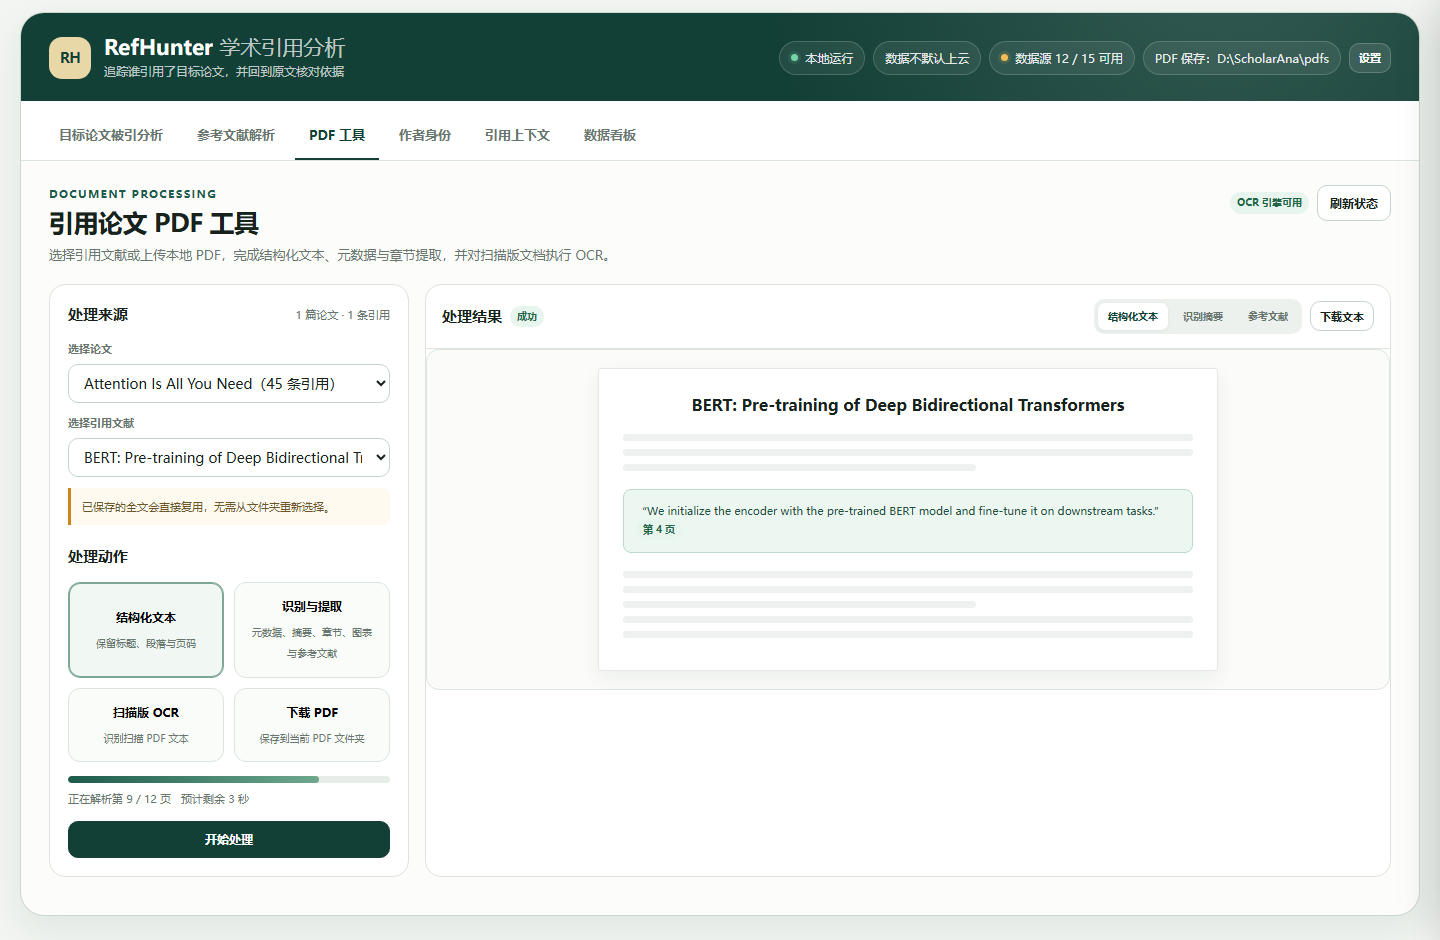 RH
RefHunter 学术引用分析
追踪谁引用了目标论文，并回到原文核对依据
本地运行
数据不默认上云
数据源 12 / 15 可用
PDF 保存：D:\ScholarAna\pdfs
设置
目标论文被引分析
参考文献解析
PDF 工具
作者身份
引用上下文
数据看板
DOCUMENT PROCESSING
引用论文 PDF 工具
选择引用文献或上传本地 PDF，完成结构化文本、元数据与章节提取，并对扫描版文档执行 OCR。
OCR 引擎可用
刷新状态
处理来源
1 篇论文 · 1 条引用
选择论文
Attention Is All You Need（45 条引用）
选择引用文献
BERT: Pre-training of Deep Bidirectional Tr
已保存的全文会直接复用，无需从文件夹重新选择。
处理动作
结构化文本
保留标题、段落与页码
识别与提取
元数据、摘要、章节、图表
与参考文献
扫描版 OCR
识别扫描 PDF 文本
下载 PDF
保存到当前 PDF 文件夹
正在解析第 9 / 12 页 预计剩余 3 秒
开始处理
处理结果
成功
结构化文本
识别摘要
参考文献
下载文本
BERT: Pre-training of Deep Bidirectional Transformers
“We initialize the encoder with the pre-trained BERT model and fine-tune it on downstream tasks.”
第 4 页